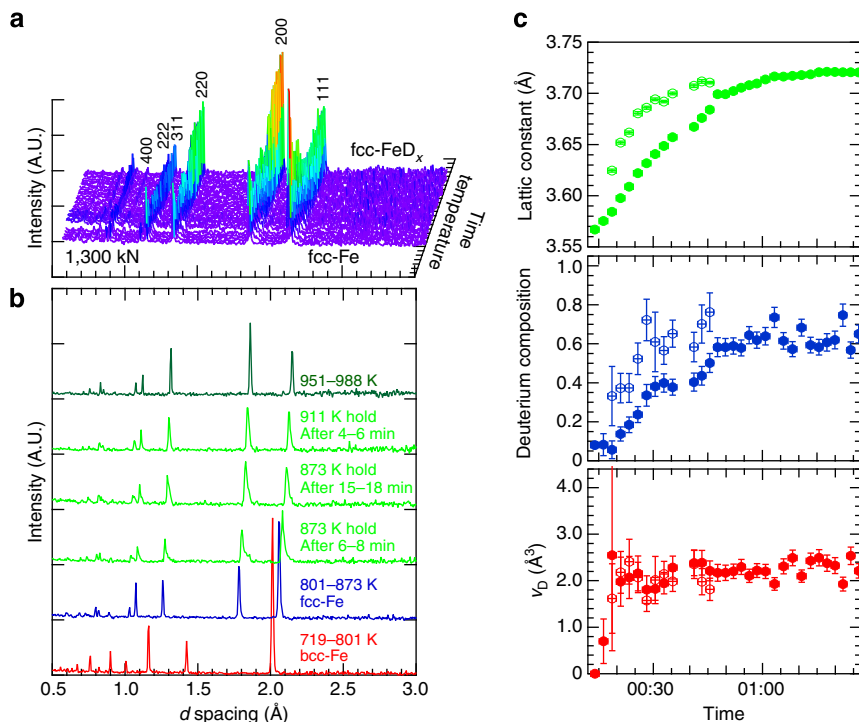 a
Intensity (A.U.)
400
222
311
220
200
111
fcc-FeDx
fcc-Fe
1,300 kN
Time
temperature
b
Intensity (A.U.)
951–988 K
911 K hold
After 4–6 min
873 K hold
After 15–18 min
873 K hold
After 6–8 min
801–873 K
fcc-Fe
719–801 K
bcc-Fe
0.5 1.0 1.5 2.0 2.5 3.0
d spacing (Å)
c
Lattic constant (Å)
3.75
3.70
3.65
3.60
3.55
Deuterium composition
1.0
0.8
0.6
0.4
0.2
0
vD (Å3)
4.0
3.0
2.0
1.0
0
00:30 01:00
Time